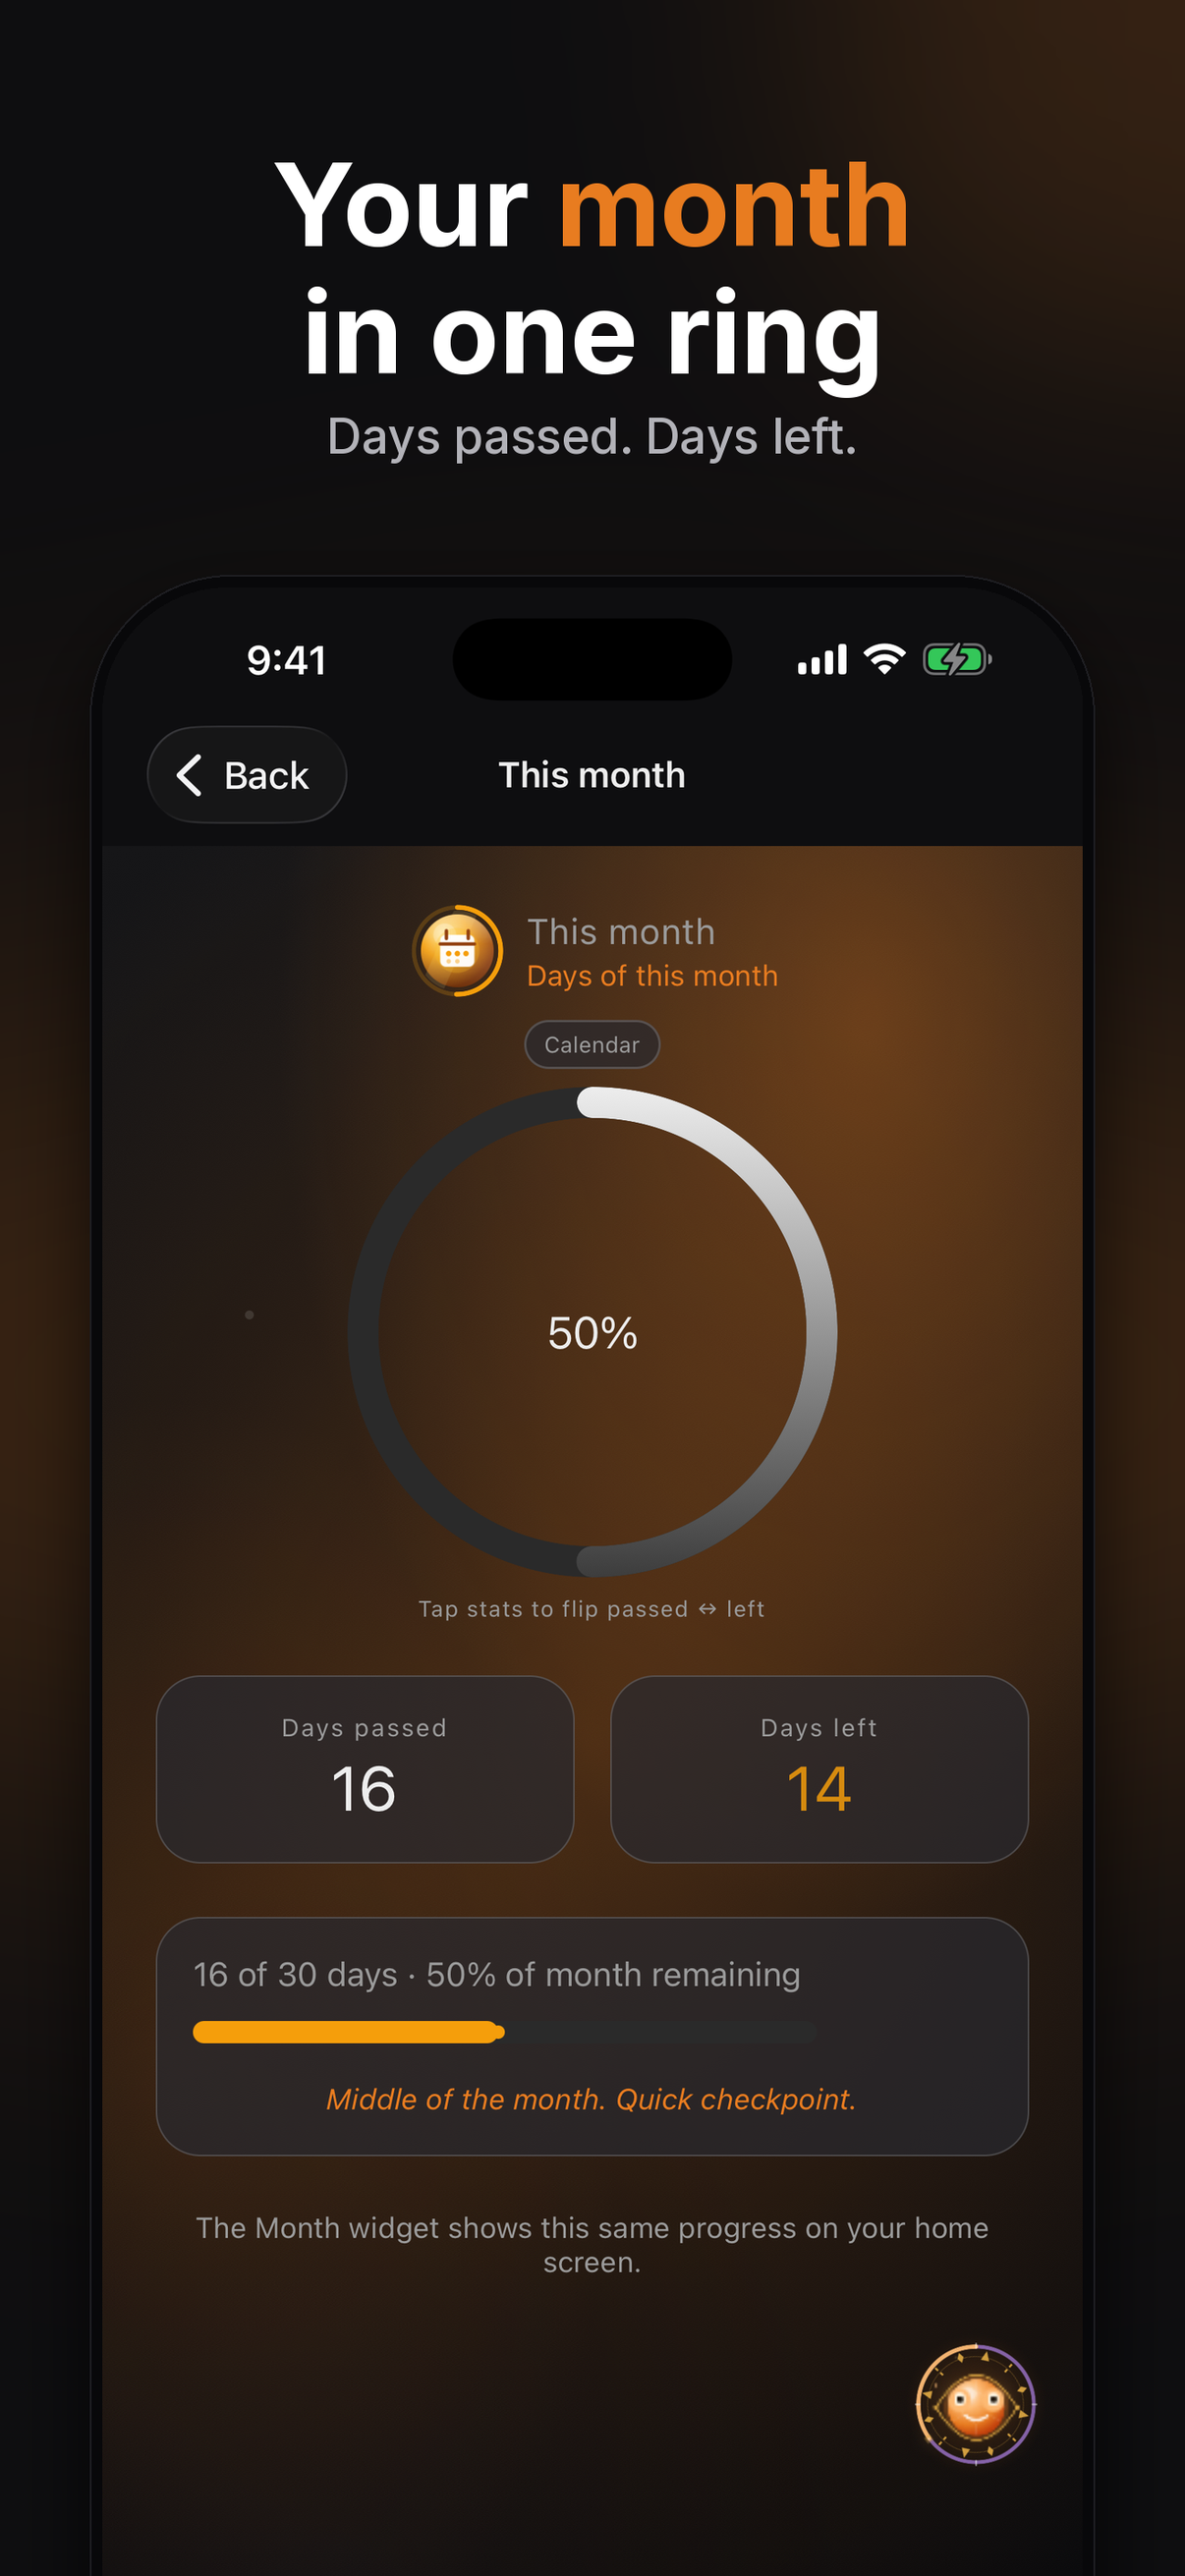 Your month
in one ring
Days passed. Days left.
9:41
Back
This month
This month
Days of this month
Calendar
50%
Tap stats to flip passed ↔ left
Days passed
16
Days left
14
16 of 30 days · 50% of month remaining
Middle of the month. Quick checkpoint.
The Month widget shows this same progress on your home
screen.